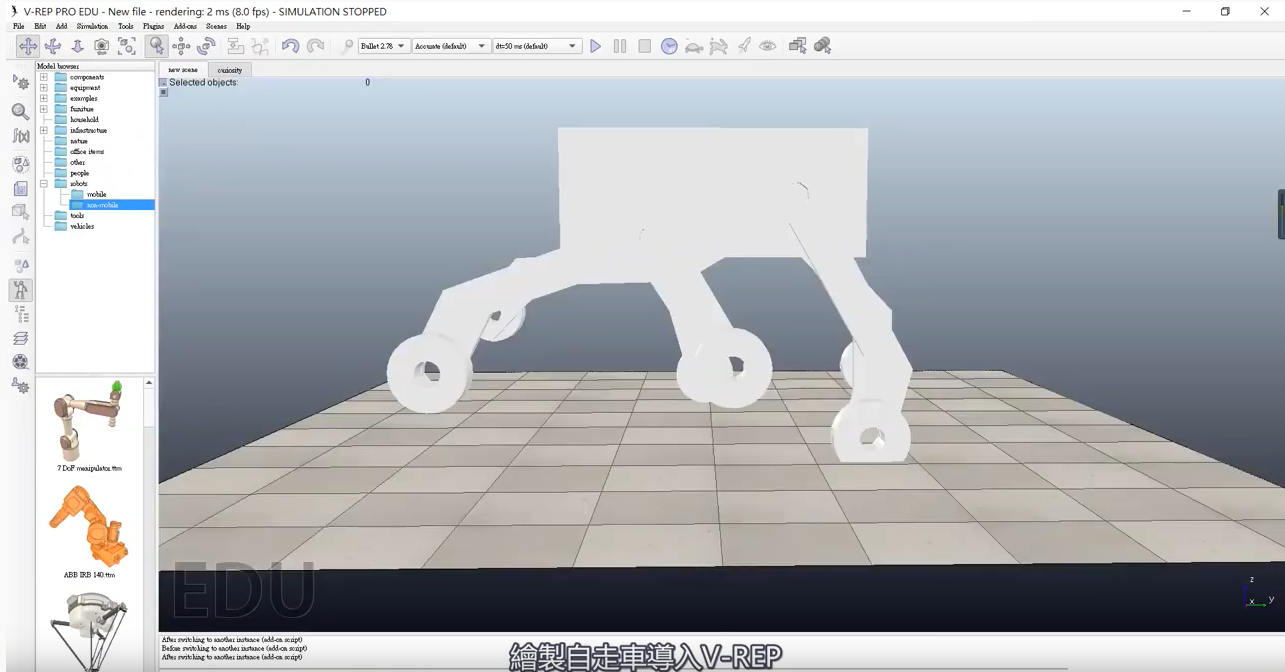 V-REP PRO EDU - New file - rendering: 2 ms (8.0 fps) - SIMULATION STOPPED
File Edit Add Simulation Tools Plugins Add-ons Scenes Help
Bullet 2.78 Accurate (default) dt=50 ms (default)
Model browser
components
equipment
examples
furniture
household
infrastructure
nature
office items
other
people
robots
mobile
non-mobile
tools
vehicles
7 DoF manipulator.ttm
ABB IRB 140.ttm
new scene curiosity
Selected objects: 0
EDU
z
x y
After switching to another instance (add-on script)
Before switching to another instance (add-on script)
After switching to another instance (add-on script)
繪製自走車導入V-REP